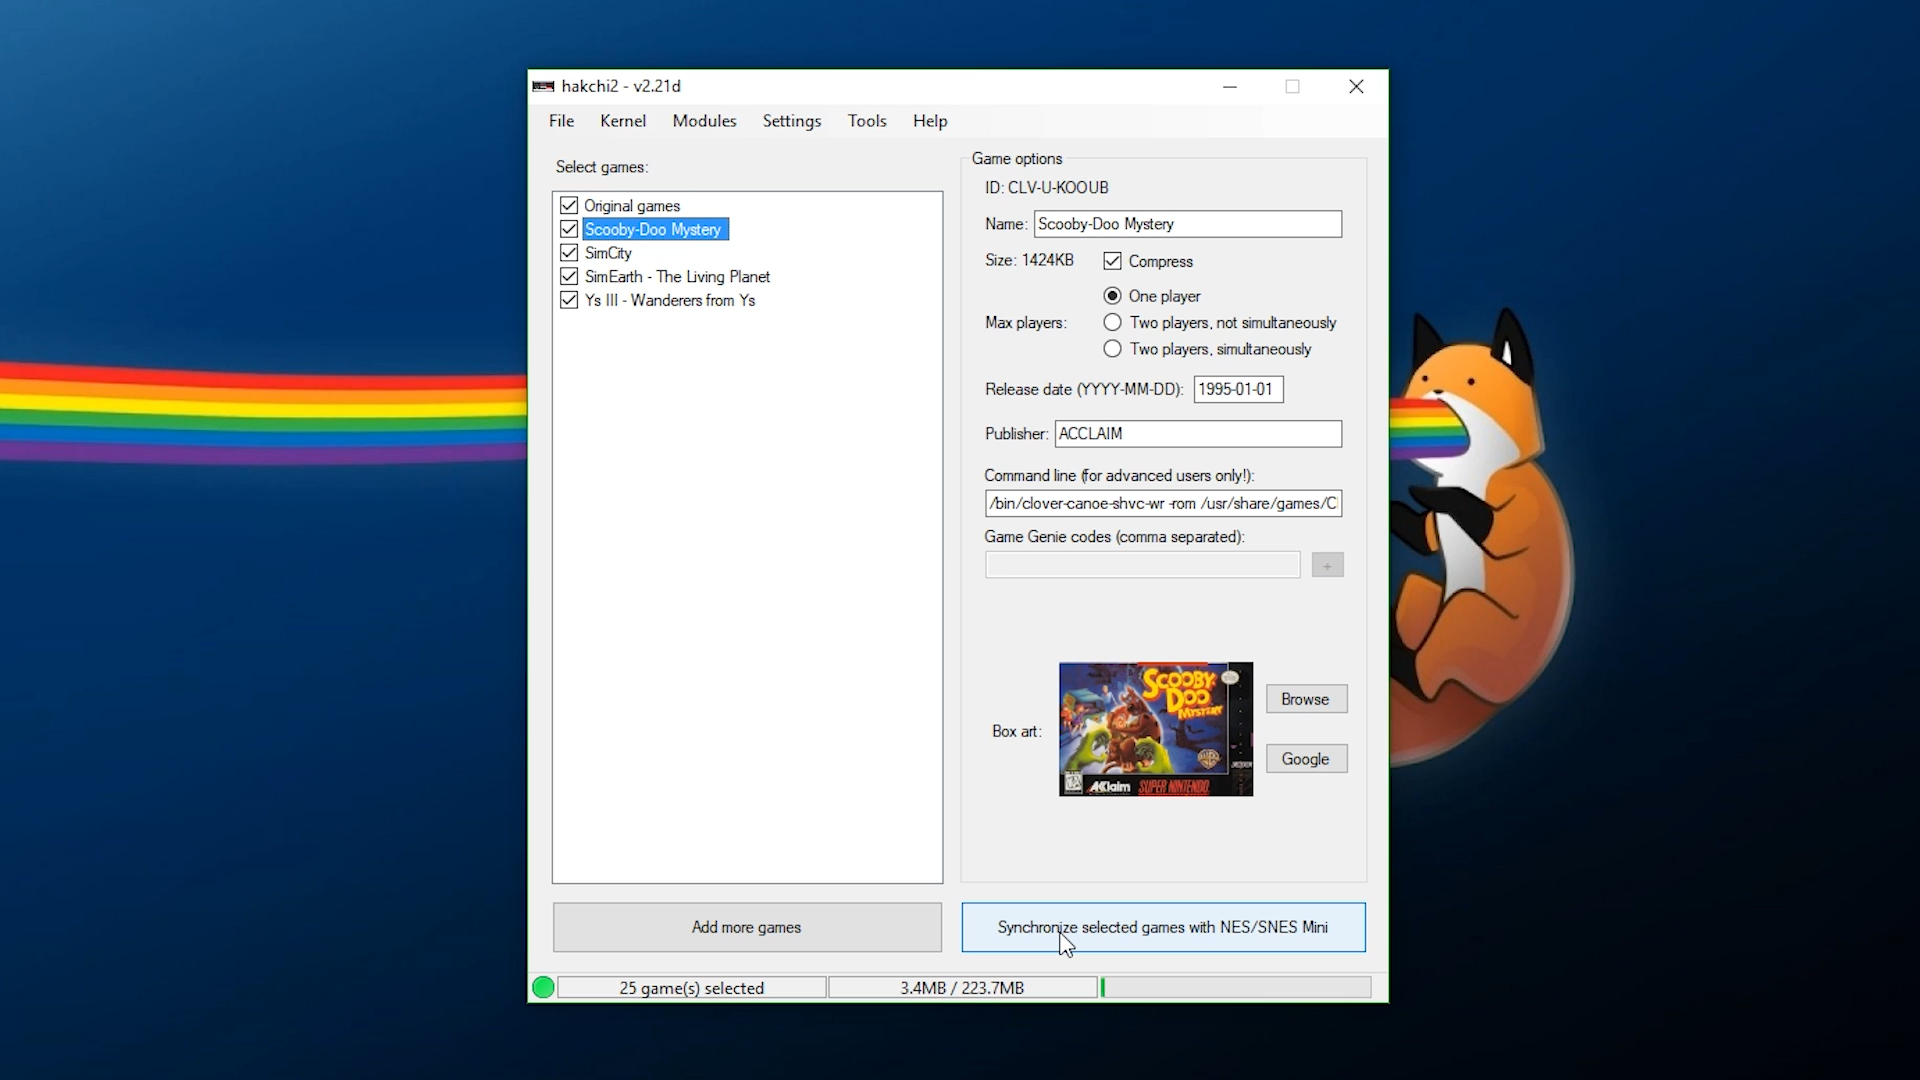 hakchi2 - v2.21d
File Kernel Modules Settings Tools Help
Select games:
Original games
Scooby-Doo Mystery
SimCity
SimEarth - The Living Planet
Ys III - Wanderers from Ys
Game options
ID: CLV-U-KOOUB
Name: Scooby-Doo Mystery
Size: 1424KB Compress
One player
Max players: Two players, not simultaneously
Two players, simultaneously
Release date (YYYY-MM-DD): 1995-01-01
Publisher: ACCLAIM
Command line (for advanced users only!):
/bin/clover-canoe-shvc-wr -rom /usr/share/games/C
Game Genie codes (comma separated):
+
SCOOBY-
DOO
MYSTERY
AKlaim SUPER NINTENDO
Box art:
Browse
Google
Add more games
Synchronize selected games with NES/SNES Mini
25 game(s) selected
3.4MB / 223.7MB